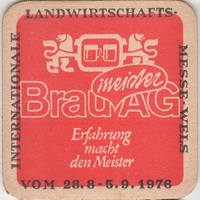 INTERNATIONALE
LANDWIRTSCHAFTS-
MESSE WELS
meister
BrauAG
Erfahrung
macht
den Meister
VOM 28.8-5.9.1976